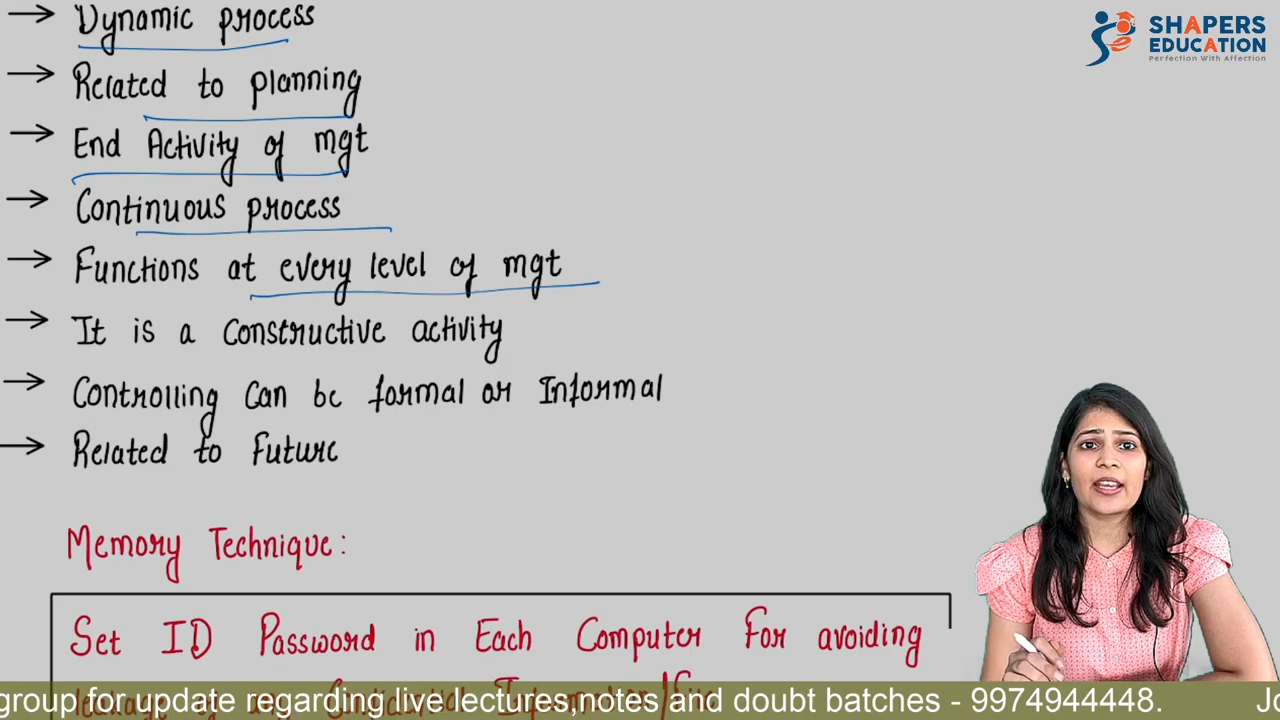 → Dynamic process
→ Related to planning
→ End Activity of mgt
→ Continuous process
→ Functions at every level of mgt
→ It is a constructive activity
→ Controlling Can be formal or Informal
→ Related to Future
Memory Technique:
Set ID Password in Each Computer For avoiding
SHAPERS
EDUCATION
Perfection With Affection
group for update regarding live lectures,notes and doubt batches - 9974944448. Jo